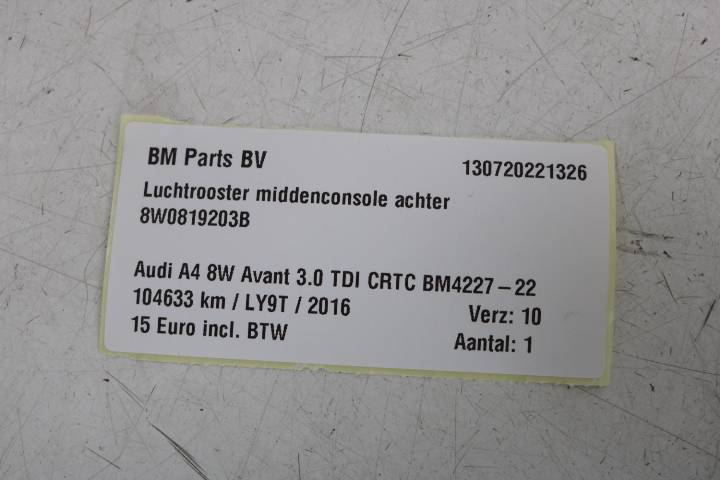 BM Parts BV 130720221326
Luchtrooster middenconsole achter
8W0819203B
Audi A4 8W Avant 3.0 TDI CRTC BM4227-22
104633 km / LY9T / 2016 Verz: 10
15 Euro incl. BTW Aantal: 1